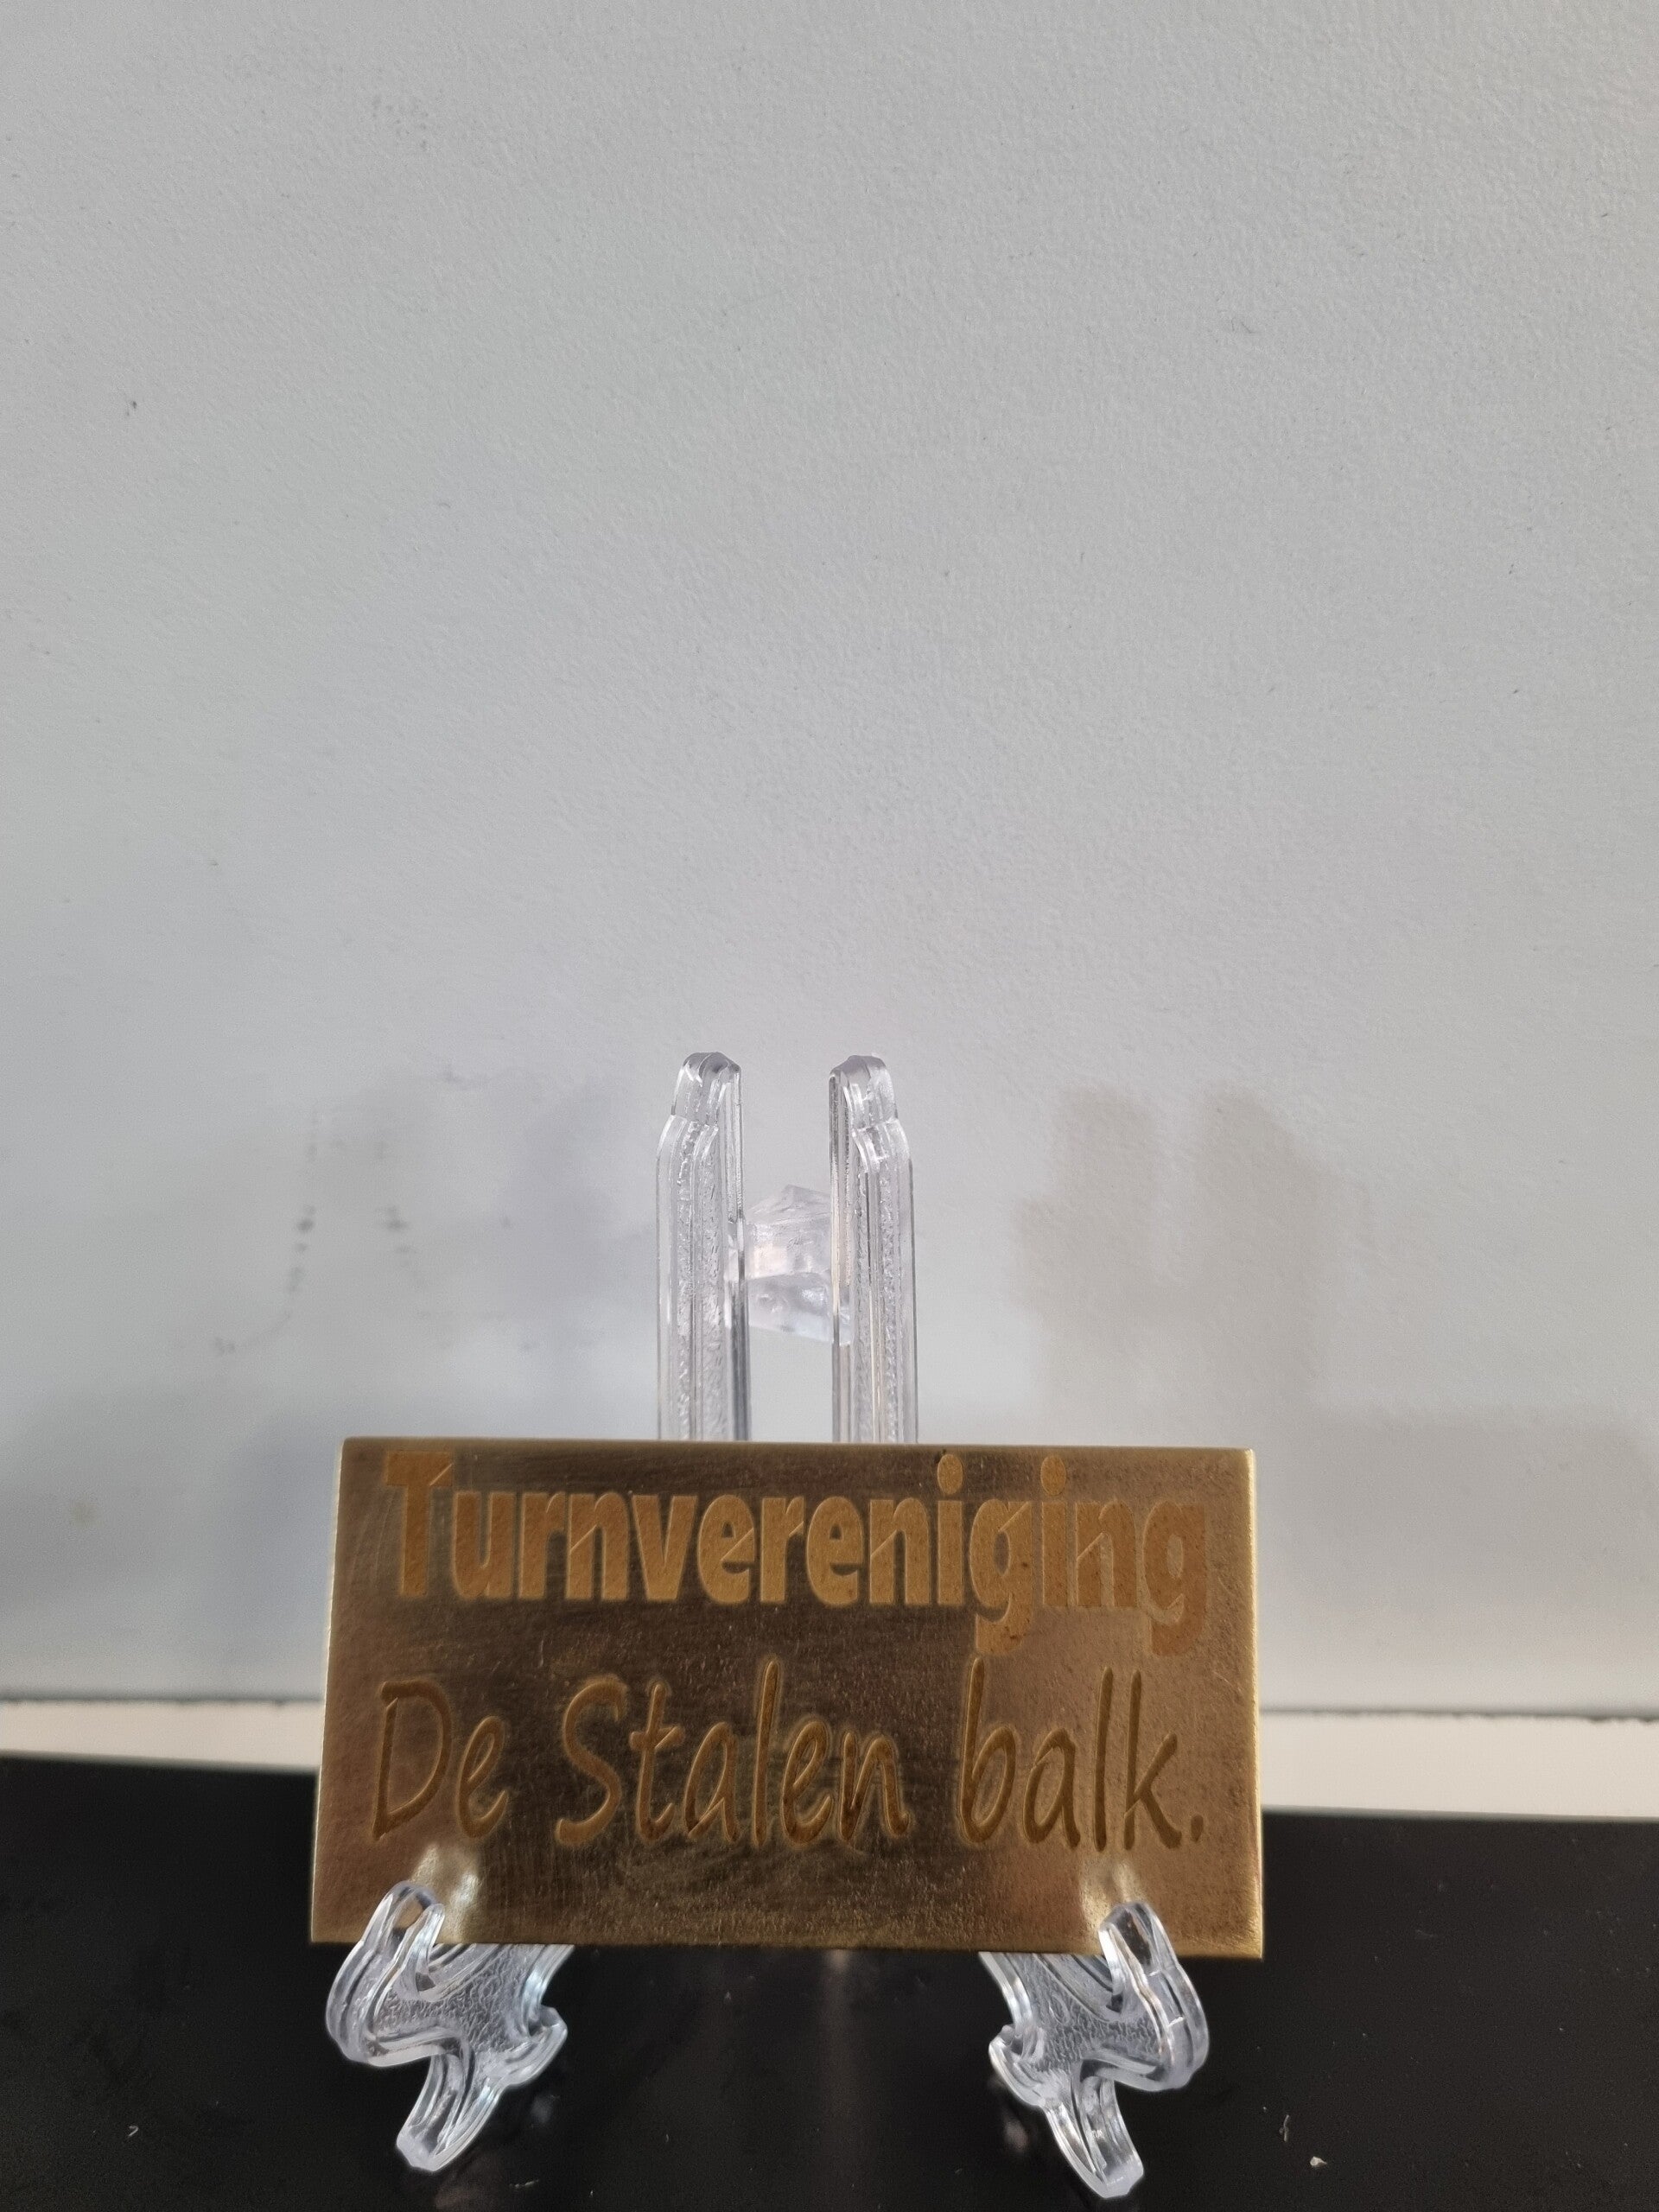 Turnvereniging
De Stalen balk.